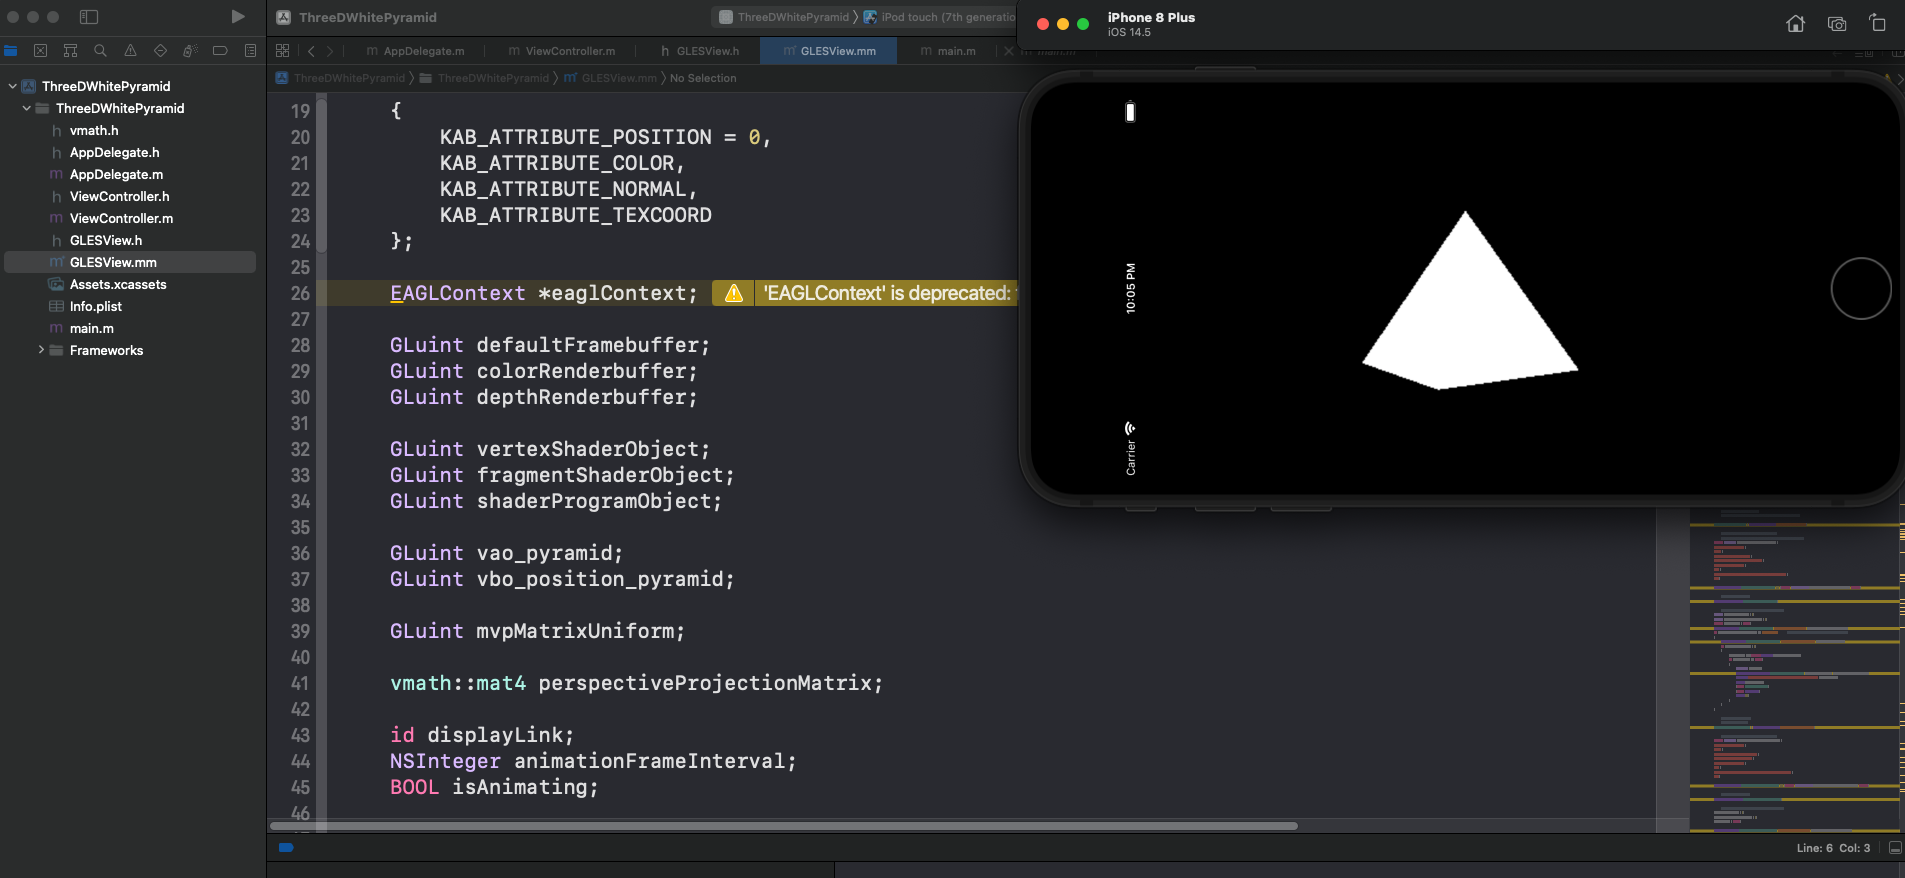 ThreeDWhitePyramid
ThreeDWhitePyramid
iPod touch (7th generatio
iPhone 8 Plus
iOS 14.5
AppDelegate.m
ViewController.m
GLESView.h
GLESView.mm
main.m
main.m
ThreeDWhitePyramid
ThreeDWhitePyramid
GLESView.mm
No Selection
ThreeDWhitePyramid
ThreeDWhitePyramid
h vmath.h
h AppDelegate.h
m AppDelegate.m
h ViewController.h
m ViewController.m
h GLESView.h
m GLESView.mm
Assets.xcassets
Info.plist
m main.m
Frameworks
19 {
20 KAB_ATTRIBUTE_POSITION = 0,
21 KAB_ATTRIBUTE_COLOR,
22 KAB_ATTRIBUTE_NORMAL,
23 KAB_ATTRIBUTE_TEXCOORD
24 };
25
26 EAGLContext *eaglContext; 'EAGLContext' is deprecated:
27
28 GLuint defaultFramebuffer;
29 GLuint colorRenderbuffer;
30 GLuint depthRenderbuffer;
31
32 GLuint vertexShaderObject;
33 GLuint fragmentShaderObject;
34 GLuint shaderProgramObject;
35
36 GLuint vao_pyramid;
37 GLuint vbo_position_pyramid;
38
39 GLuint mvpMatrixUniform;
40
41 vmath::mat4 perspectiveProjectionMatrix;
42
43 id displayLink;
44 NSInteger animationFrameInterval;
45 BOOL isAnimating;
46
10:05 PM
Carrier
Line: 6 Col: 3